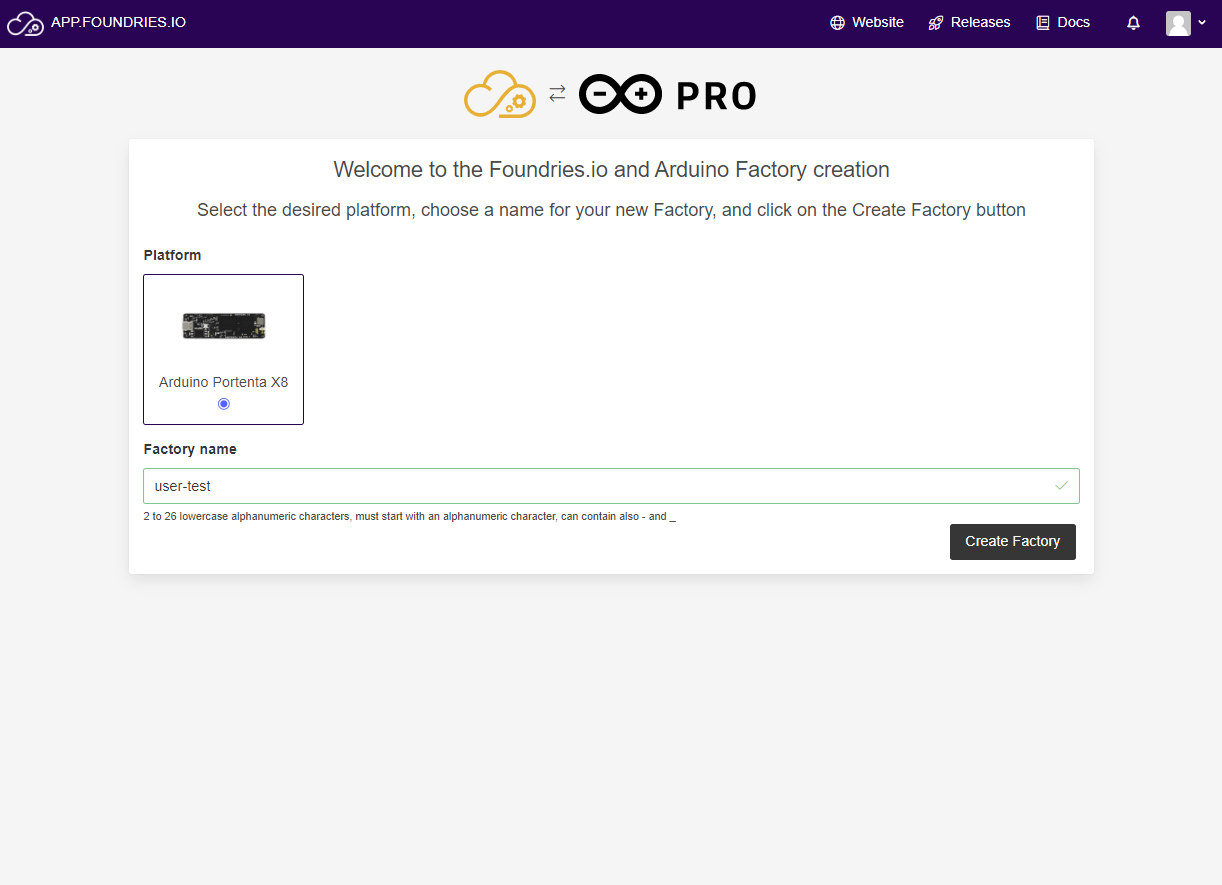 APP.FOUNDRIES.IO
Website
Releases
Docs
PRO
Welcome to the Foundries.io and Arduino Factory creation
Select the desired platform, choose a name for your new Factory, and click on the Create Factory button
Platform
Arduino Portenta X8
Factory name
user-test
2 to 26 lowercase alphanumeric characters, must start with an alphanumeric character, can contain also - and _
Create Factory